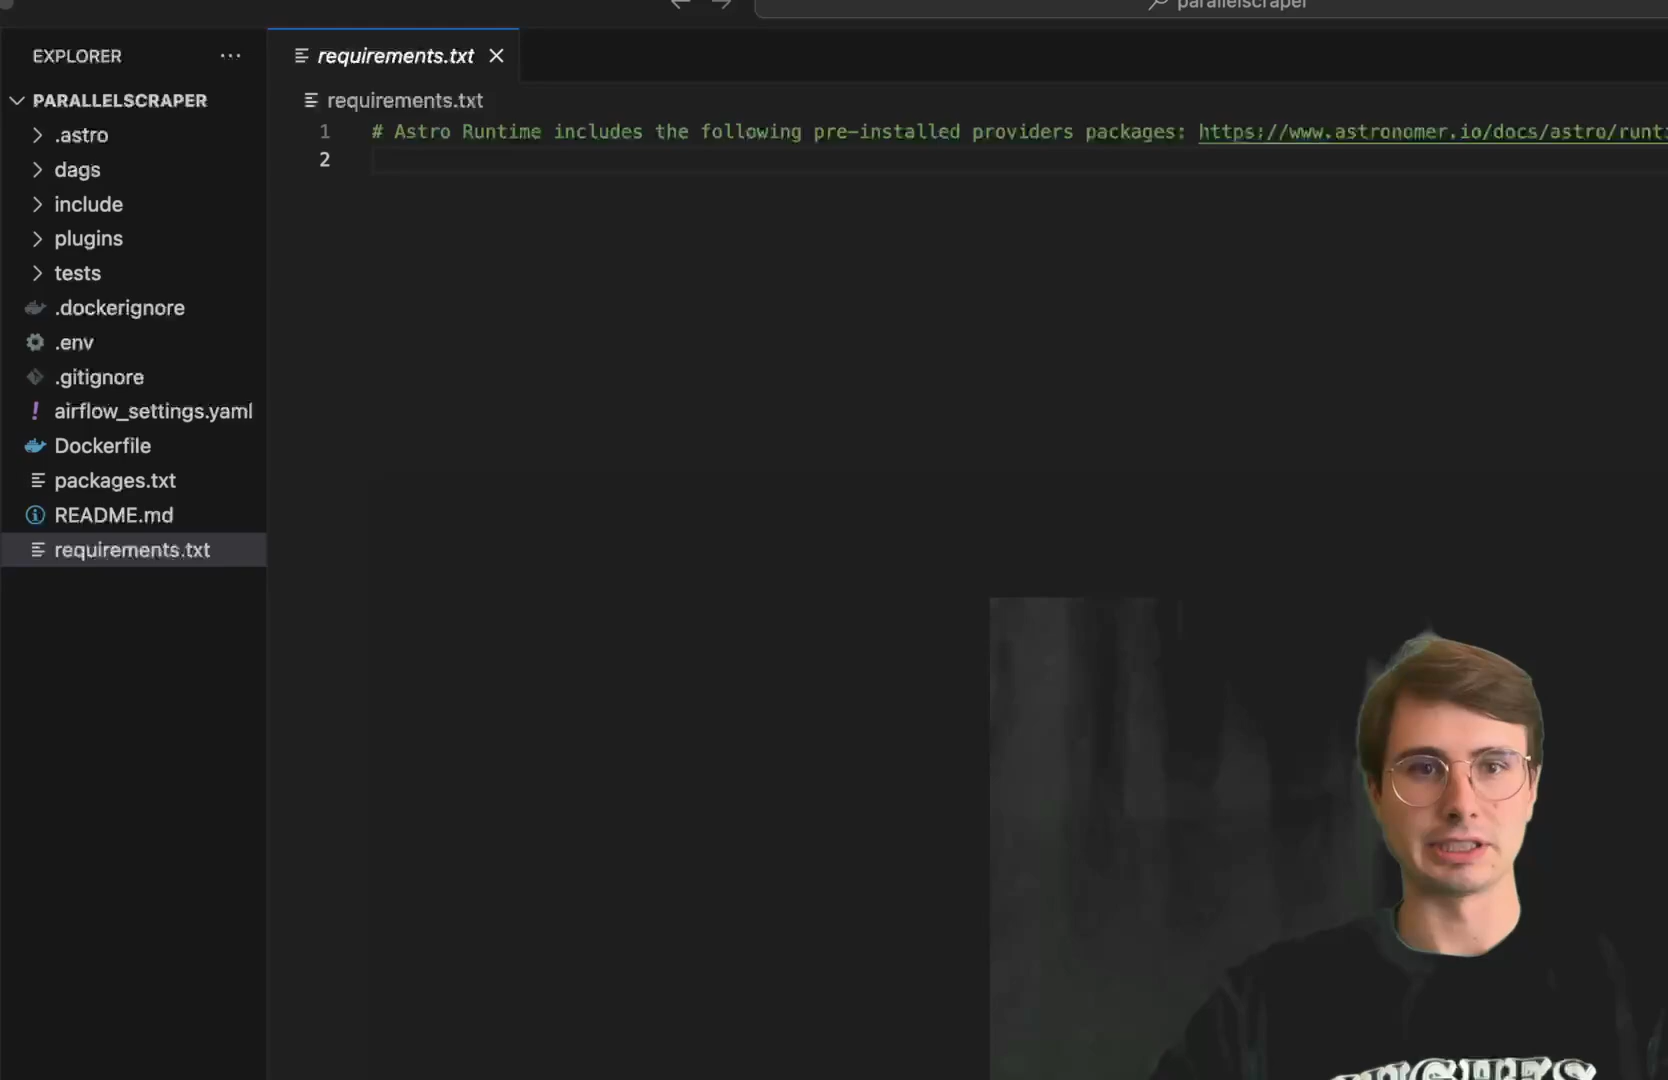 parallelscraper
EXPLORER
requirements.txt
PARALLELSCRAPER
requirements.txt
.astro
1 # Astro Runtime includes the following pre-installed providers packages: https://www.astronomer.io/docs/astro/runti
2
dags
include
plugins
tests
.dockerignore
.env
.gitignore
airflow_settings.yaml
Dockerfile
packages.txt
README.md
requirements.txt